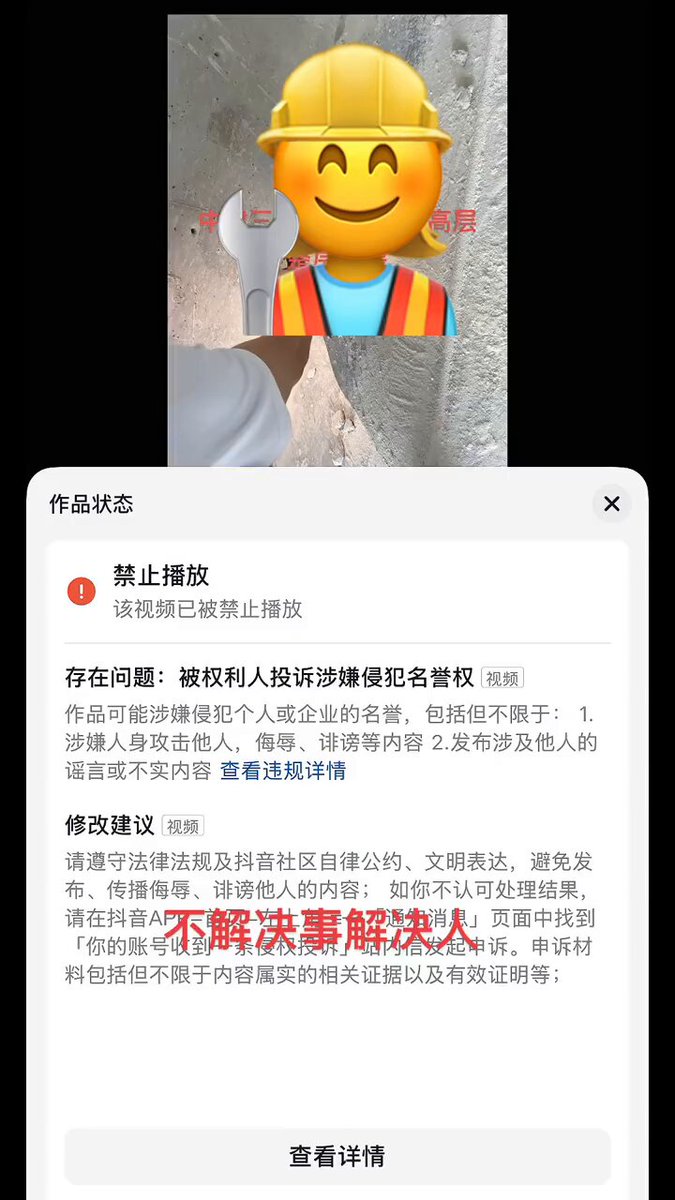 中
高层
作品状态
禁止播放
该视频已被禁止播放
存在问题：被权利人投诉涉嫌侵犯名誉权 视频
作品可能涉嫌侵犯个人或企业的名誉，包括但不限于： 1.
涉嫌人身攻击他人，侮辱、诽谤等内容 2.发布涉及他人的
谣言或不实内容 查看违规详情
修改建议 视频
请遵守法律法规及抖音社区自律公约、文明表达，避免发
布、传播侮辱、诽谤他人的内容； 如你不认可处理结果，
请在抖音AP 「通知消息」页面中找到
不解决事解决人
「你的账号收到一条侵权投诉」站内信发起申诉。申诉材
料包括但不限于内容属实的相关证据以及有效证明等；
查看详情